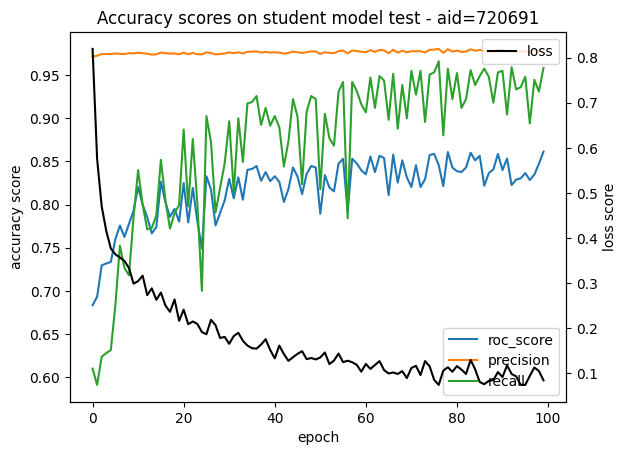 Accuracy scores on student model test - aid=720691
accuracy score
0.95
0.90
0.85
0.80
0.75
0.70
0.65
0.60
loss
0.8
0.7
0.6
0.5
0.4
0.3
0.2
0.1
loss score
roc_score
precision
recall
0
20
40
60
80
100
epoch